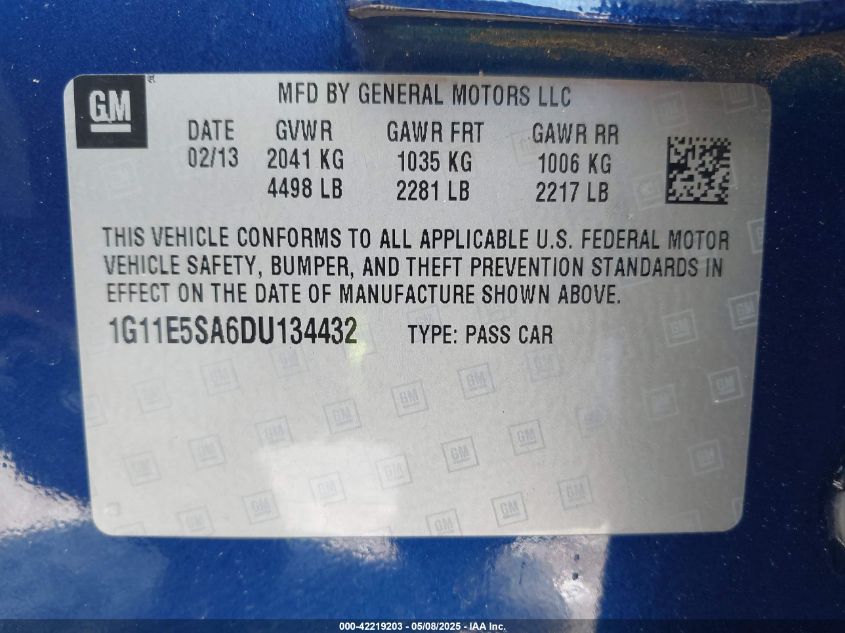 GM
MFD BY GENERAL MOTORS LLC
DATE GVWR GAWR FRT GAWR RR
02/13 2041 KG 1035 KG 1006 KG
4498 LB 2281 LB 2217 LB
THIS VEHICLE CONFORMS TO ALL APPLICABLE U.S. FEDERAL MOTOR
VEHICLE SAFETY, BUMPER, AND THEFT PREVENTION STANDARDS IN
EFFECT ON THE DATE OF MANUFACTURE SHOWN ABOVE.
1G11E5SA6DU134432 TYPE: PASS CAR
000-42219203 - 05/08/2025 - IAA Inc.